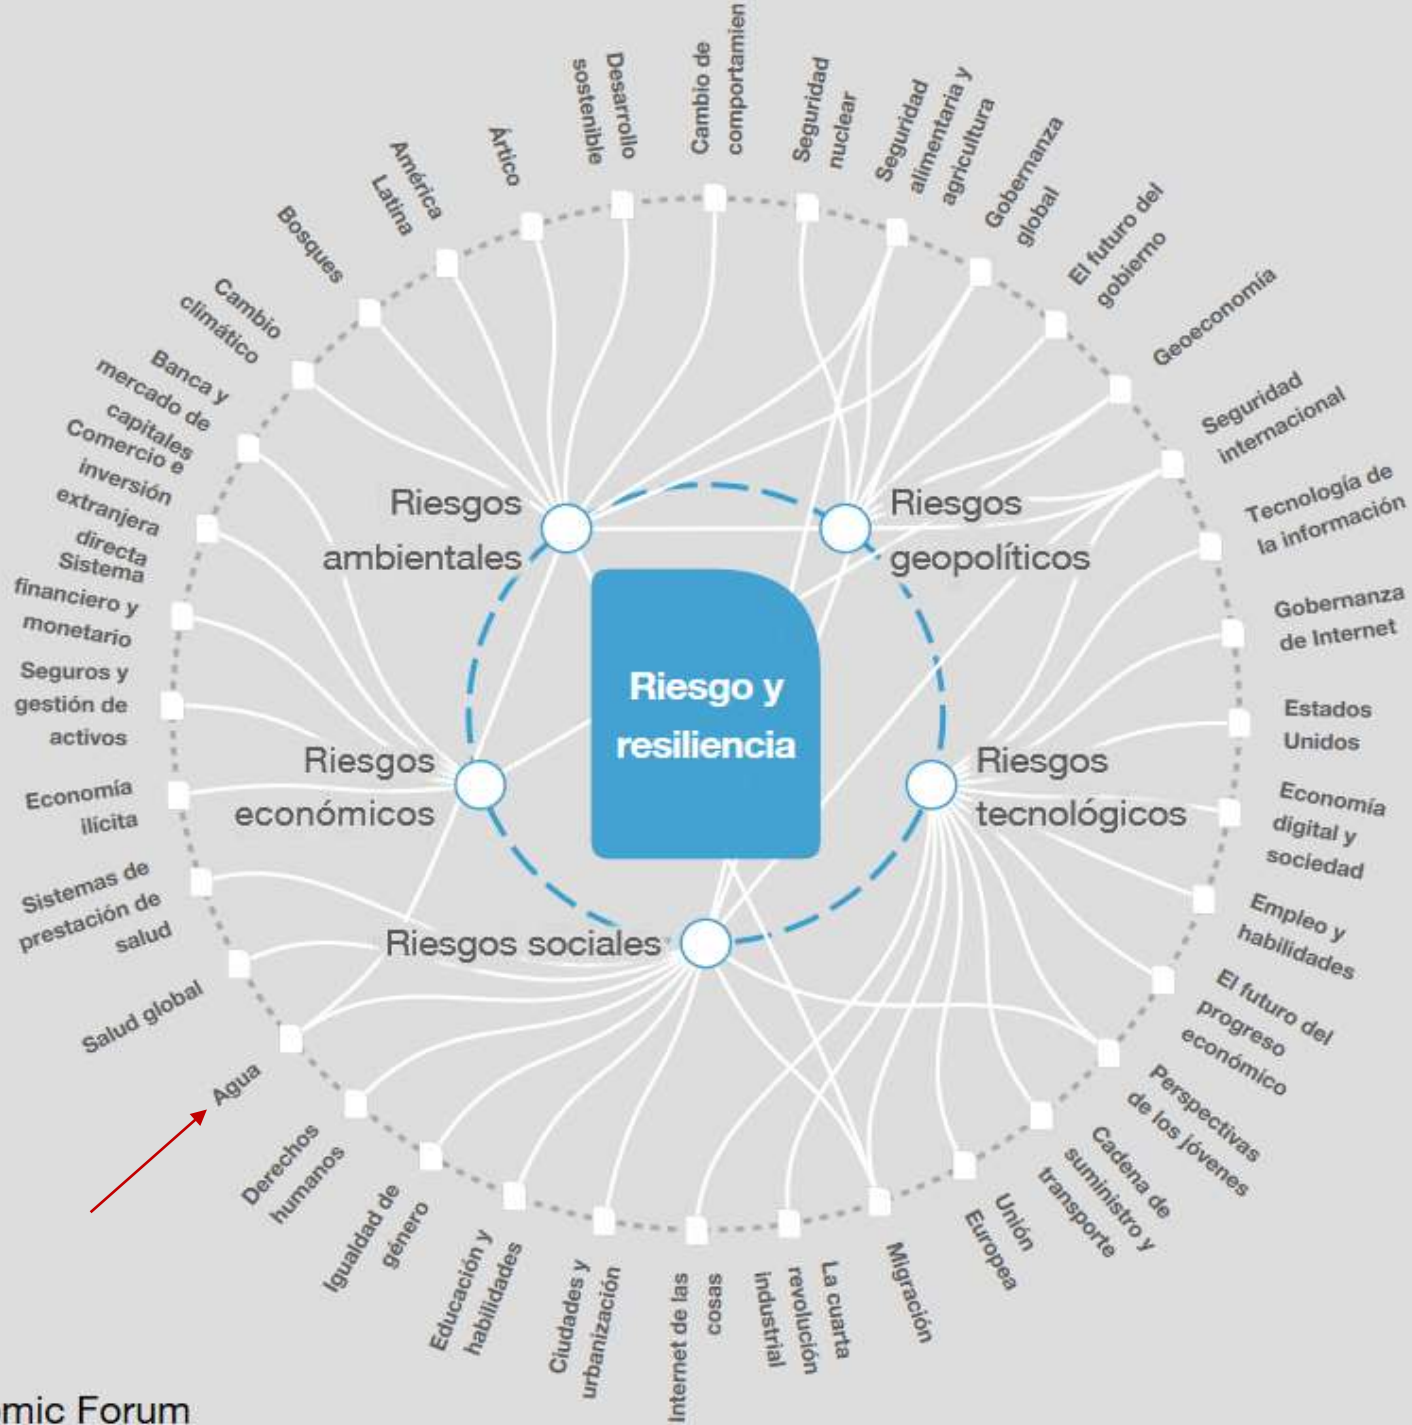 Cambio de
comportamien
Seguridad
nuclear
Seguridad
alimentaria y
agricultura
Gobernanza
global
El futuro del
gobierno
Geoeconomía
Seguridad
internacional
Tecnología de
la información
Gobernanza
de Internet
Estados
Unidos
Economía
digital y
sociedad
Empleo y
habilidades
El futuro del
progreso
económico
Perspectivas
de los jóvenes
Cadena de
suministro y
transporte
Unión
Europea
Migración
La cuarta
revolución
industrial
Internet de las
cosas
Ciudades y
urbanización
Educación y
habilidades
Igualdad de
género
Derechos
humanos
Agua
Salud global
Sistemas de
prestación de
salud
Economía
ilícita
Seguros y
gestión de
activos
Sistema
financiero y
monetario
Comercio e
inversión
extranjera
directa
Banca y
mercado de
capitales
Cambio
climático
Bosques
América
Latina
Ártico
Desarrollo
sostenible
Riesgos
ambientales
Riesgos
geopolíticos
Riesgos
tecnológicos
Riesgos sociales
Riesgos
económicos
Riesgo y
resiliencia
mic Forum